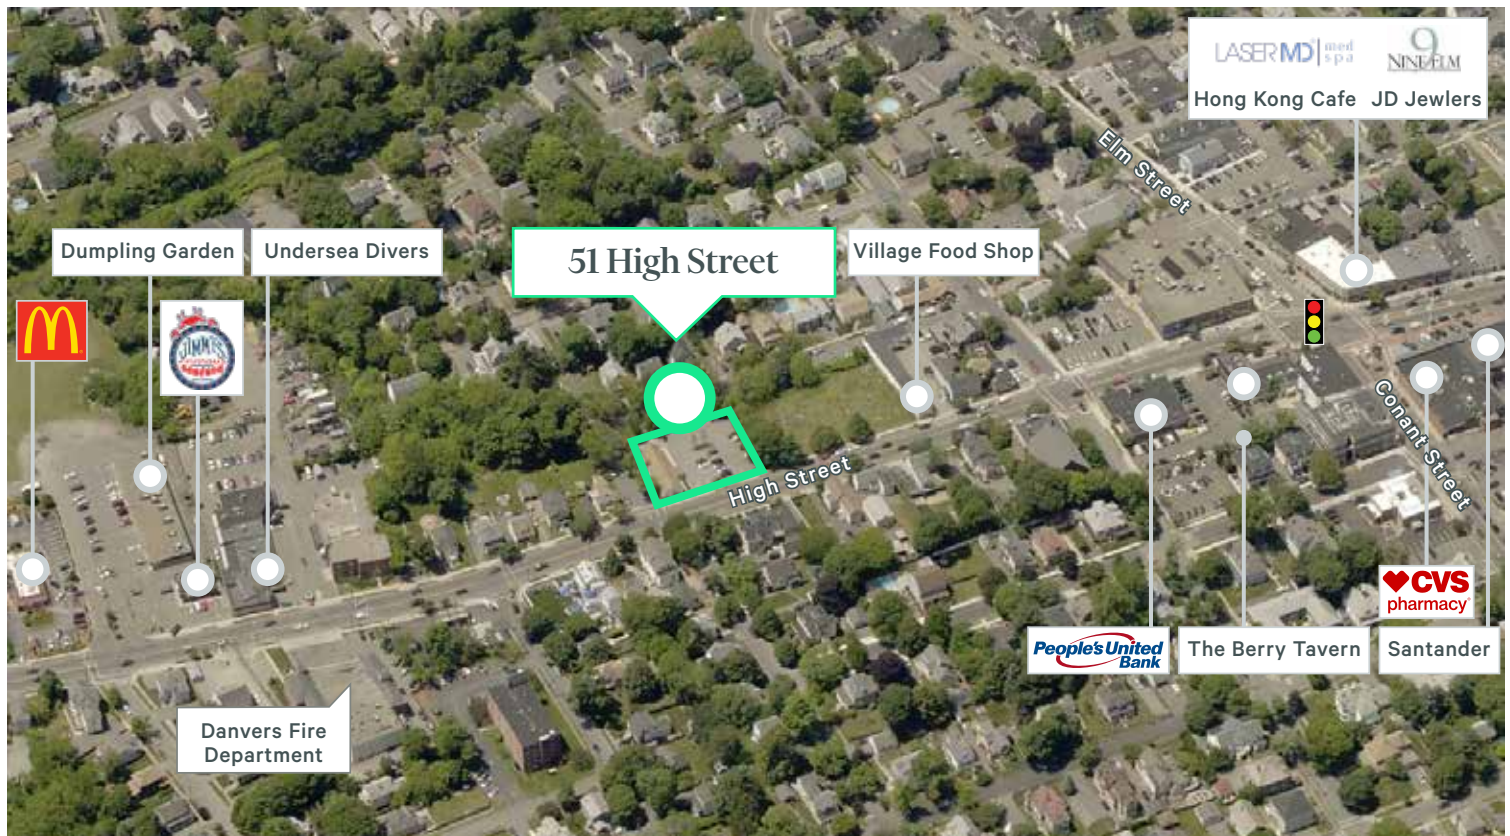 LASER MD med spa
NINE ELM
Hong Kong Cafe JD Jewlers
Elm Street
Dumpling Garden
Undersea Divers
51 High Street
Village Food Shop
JIMMY'S
High Street
Conant Street
CVS
pharmacy
People's United
Bank
The Berry Tavern
Santander
Danvers Fire
Department